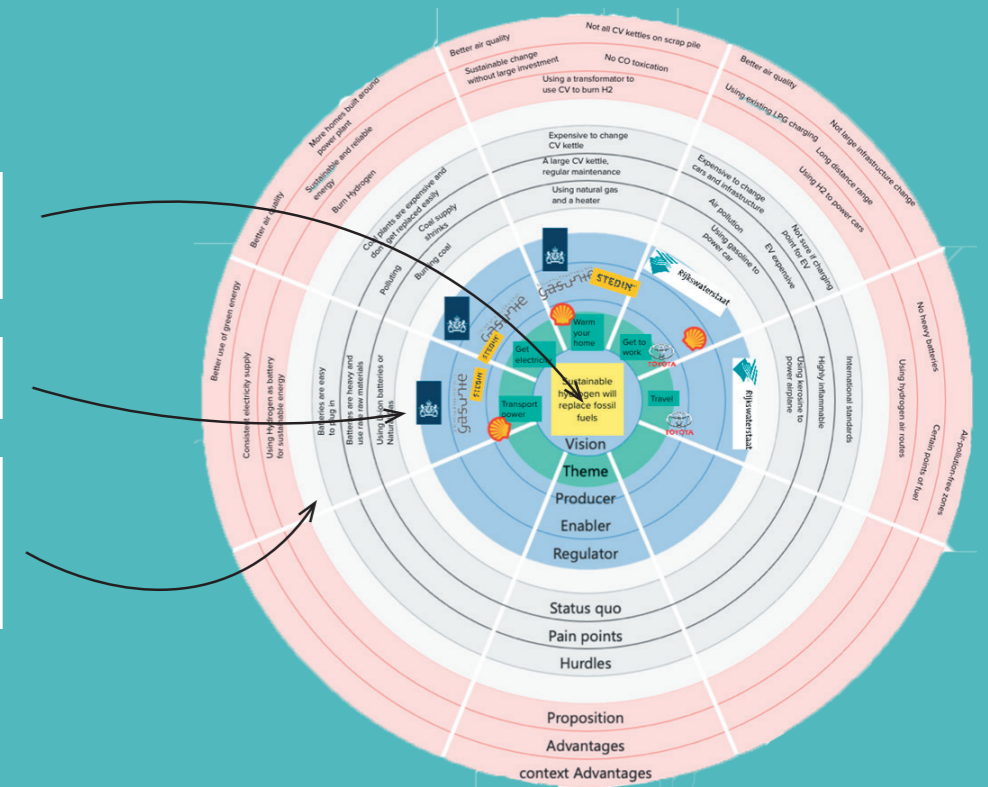 Better air quality
Not all CV kettles on scrap pile
Sustainable change
without large investment
No CO toxication
Using a transformator to
use CV to burn H2
Expensive to change
CV kettle
A large CV kettle,
regular maintenance
Using natural gas
and a heater
Better air quality
Not large infrastructure change
Using existing LPG charging
Long distance range
Using H2 to power cars
Expensive to change
cars and infrastructure
Not sure if charging
point for EV
Air pollution
EV expensive
Using gasoline to
power car
Air-pollution-free zones
No heavy batteries
Certain points of fuel
Using hydrogen air routes
International standards
Highly inflammable
Using kerosine to
power airplane
Better air quality
More homes built around
power plant
Sustainable and reliable
energy
Burn Hydrogen
Coal plants are expensive and
don't get replaced easily
Coal supply
shrinks
Polluting
Burning coal
Better use of green energy
Consistent electricity supply
Using Hydrogen as battery
for sustainable energy
Batteries are easy
to plug in
Batteries are heavy and
use rare raw materials
Natural gas
gasunie
STEDIN
Rijkswaterstaat
gasunie
STEDIN
gasunie
STEDIN
Rijkswaterstaat
TOYOTA
TOYOTA
Warm
your
home
Get
electricity
Get to
work
Transport
power
Travel
Sustainable
hydrogen will
replace fossil
fuels
Vision
Theme
Producer
Enabler
Regulator
Status quo
Pain points
Hurdles
Proposition
Advantages
context Advantages